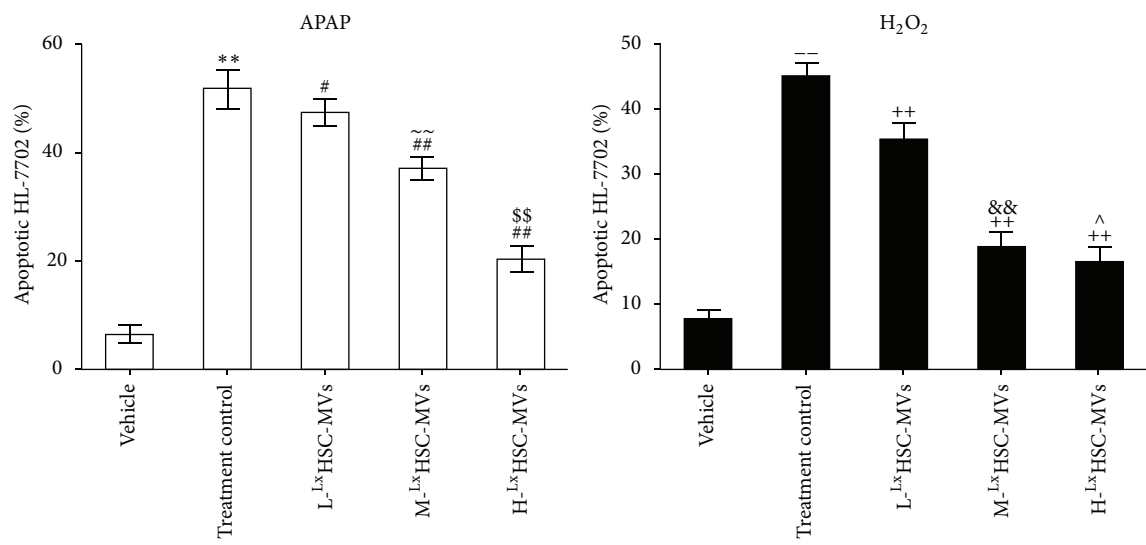 APAP
Apoptotic HL-7702 (%)
60
40
20
0
**
#
~~
##
$$
##
Vehicle
Treatment control
L-ᴸˣHSC-MVs
M-ᴸˣHSC-MVs
H-ᴸˣHSC-MVs
H₂O₂
Apoptotic HL-7702 (%)
50
40
30
20
10
0
−−
++
&&
++
^
++
Vehicle
Treatment control
L-ᴸˣHSC-MVs
M-ᴸˣHSC-MVs
H-ᴸˣHSC-MVs